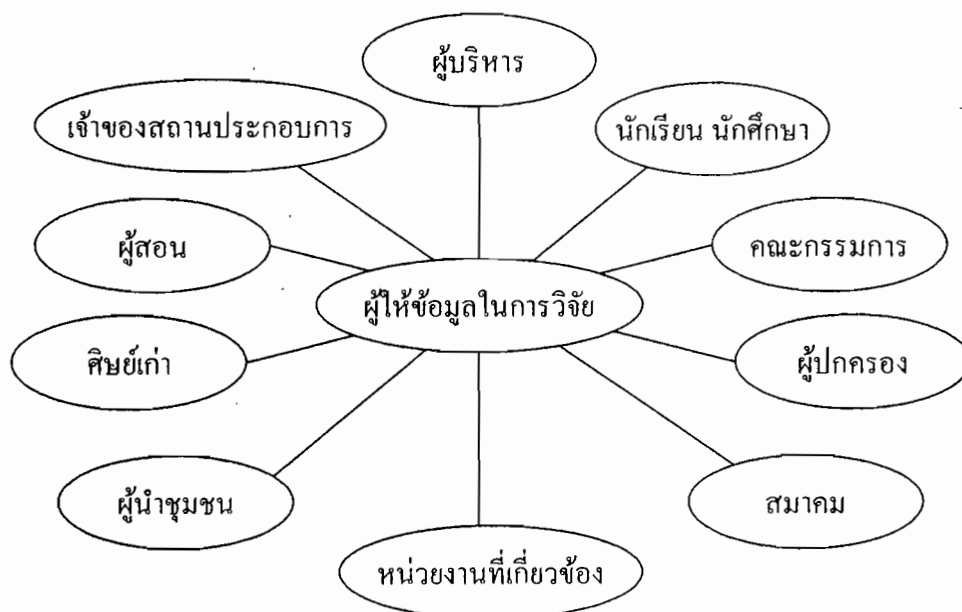 ผู้บริหาร
เจ้าของสถานประกอบการ
นักเรียน นักศึกษา
ผู้สอน
คณะกรรมการ
ผู้ให้ข้อมูลในการวิจัย
ศิษย์เก่า
ผู้ปกครอง
ผู้นำชุมชน
สมาคม
หน่วยงานที่เกี่ยวข้อง